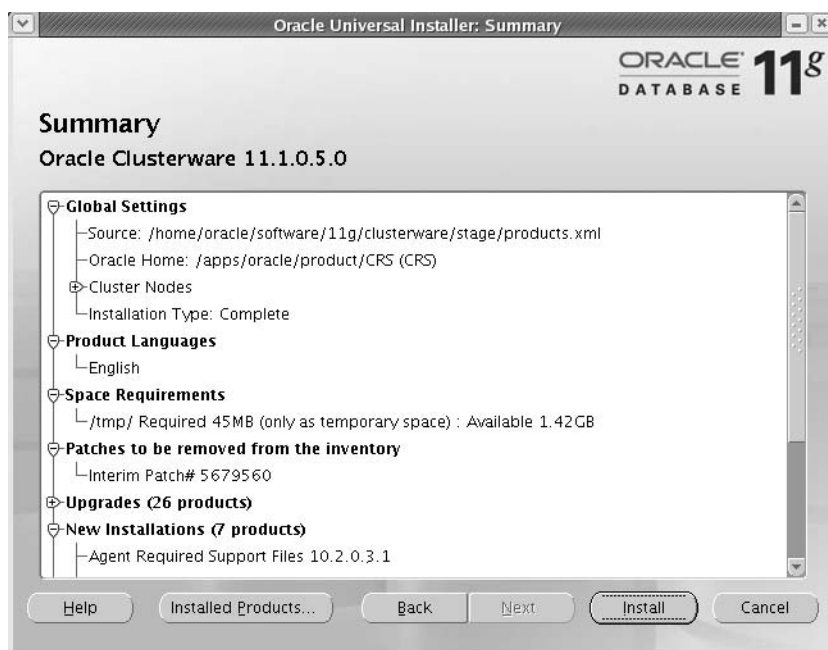 Oracle Universal Installer: Summary
ORACLE
DATABASE 11g
Summary
Oracle Clusterware 11.1.0.5.0
Global Settings
Source: /home/oracle/software/11g/clusterware/stage/products.xml
Oracle Home: /apps/oracle/product/CRS (CRS)
Cluster Nodes
Installation Type: Complete
Product Languages
English
Space Requirements
/tmp/ Required 45MB (only as temporary space) : Available 1.42GB
Patches to be removed from the inventory
Interim Patch# 5679560
Upgrades (26 products)
New Installations (7 products)
Agent Required Support Files 10.2.0.3.1
Help Installed Products... Back Next Install Cancel